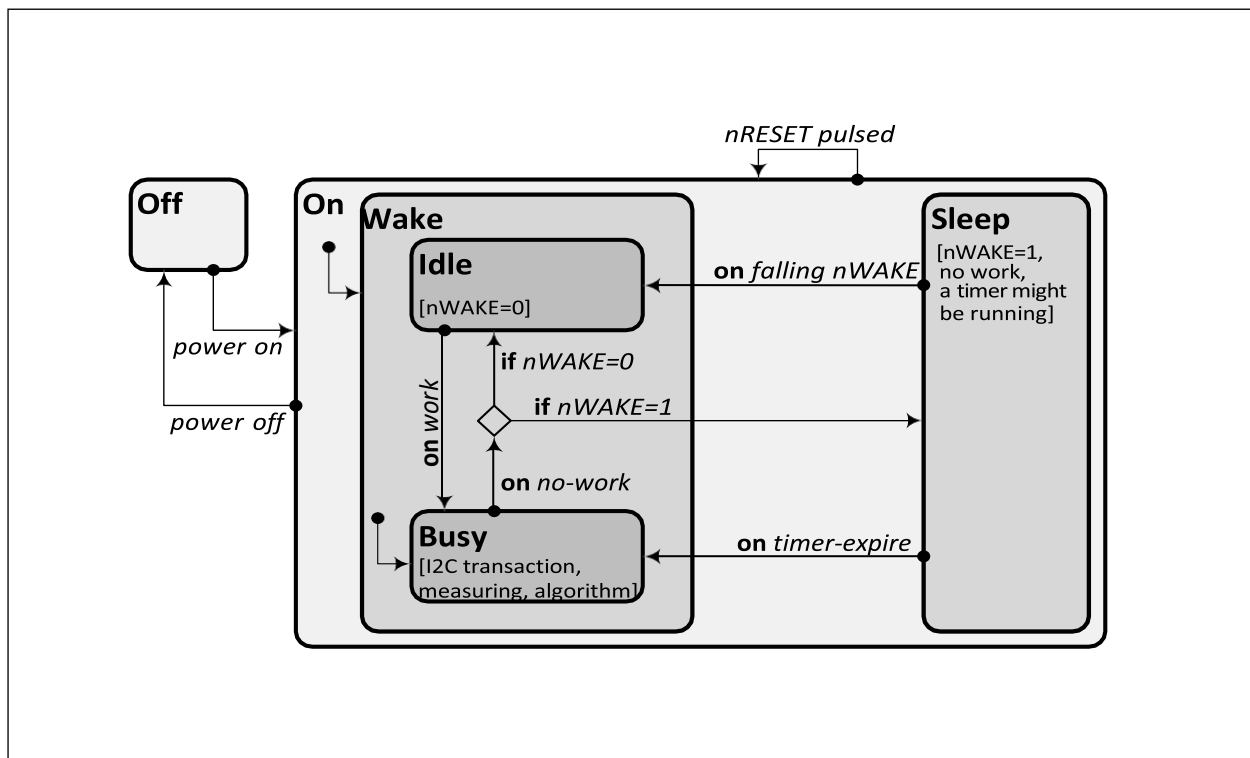 nRESET pulsed
Off
On
Wake
Sleep
Idle
[nWAKE=0]
on falling nWAKE
[nWAKE=1,
no work,
a timer might
be running]
power on
power off
if nWAKE=0
if nWAKE=1
on work
on no-work
Busy
[I2C transaction,
measuring, algorithm]
on timer-expire